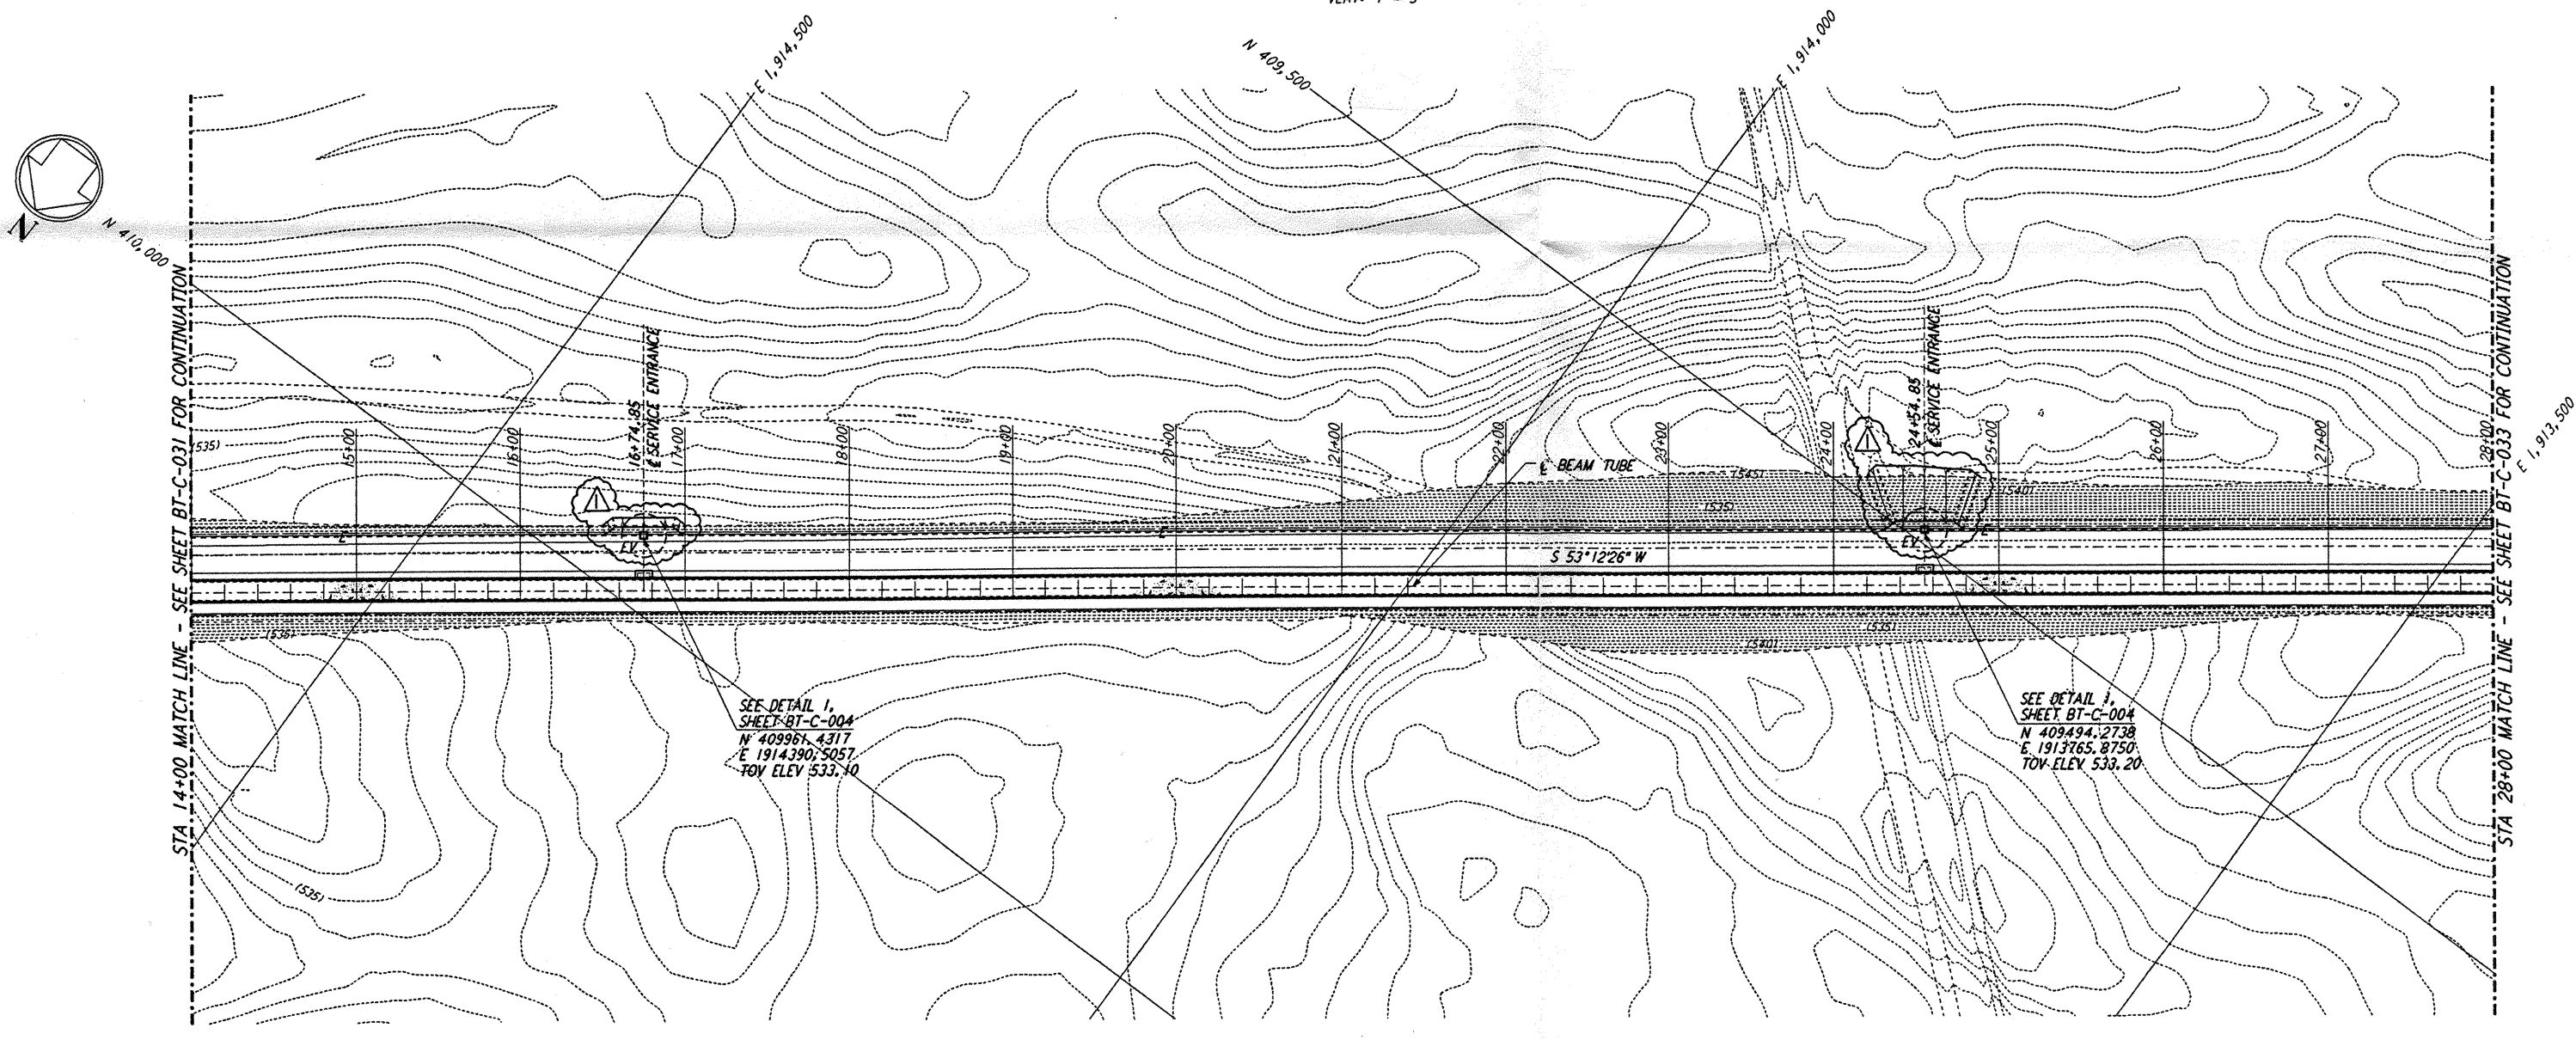 E 1,914,500
N 409,500
E 1,914,000
N
N 410,000
STA 14+00 MATCH LINE - SEE SHEET BT-C-031 FOR CONTINUATION
STA 28+00 MATCH LINE - SEE SHEET BT-C-033 FOR CONTINUATION
E 1,913,500
(535)
15+00
16+00
16+74.85
℄ SERVICE ENTRANCE
17+00
18+00
19+00
20+00
21+00
22+00
23+00
24+00
24+54.85
℄ SERVICE ENTRANCE
25+00
26+00
27+00
28+00
℄ BEAM TUBE
(545)
(540)
(535)
E
EV
E
EV
E
S 53°12'26" W
(535)
(535)
(540)
SEE DETAIL 1,
SHEET BT-C-004
N 409961.4317
E 1914390.5057
TOV ELEV 533.10
SEE DETAIL 1,
SHEET BT-C-004
N 409494.2738
E 1913765.8750
TOV ELEV 533.20
(535)